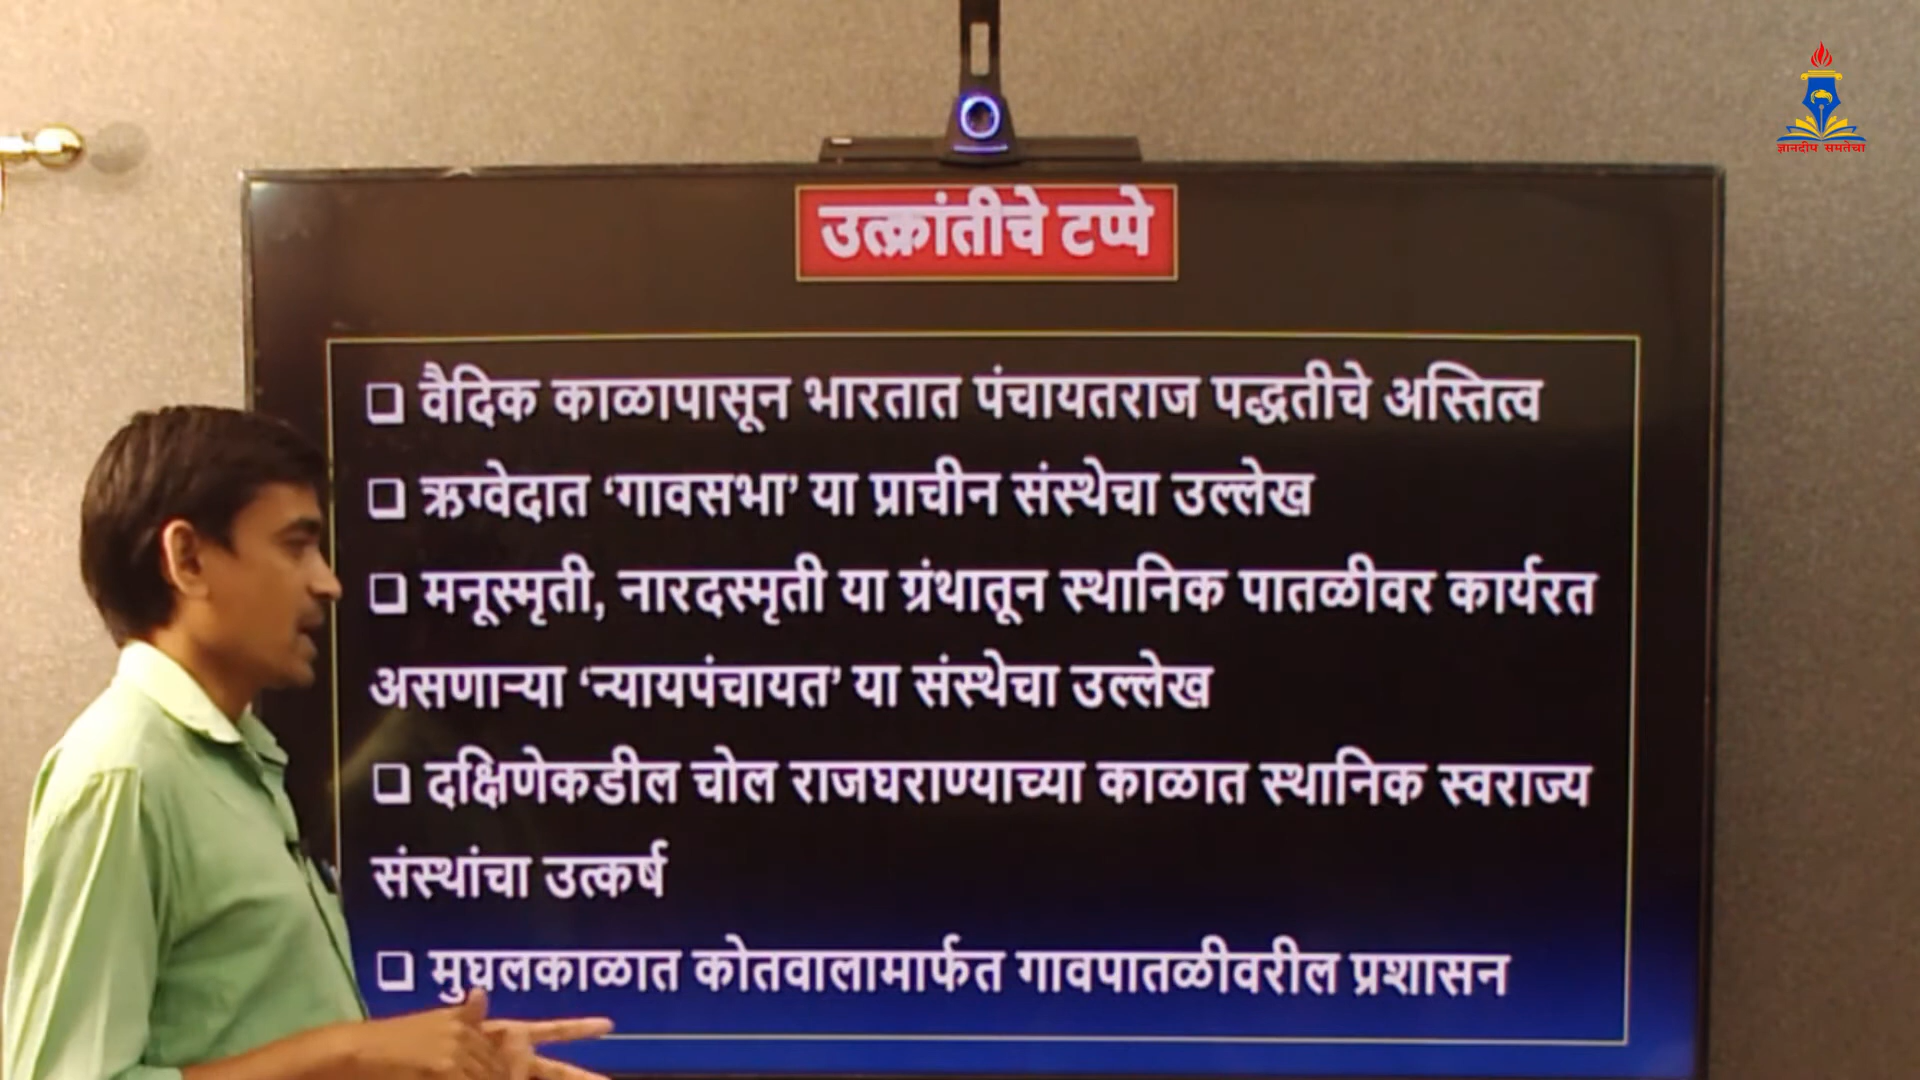 ज्ञानदीप समतेचा
उत्क्रांतीचे टप्पे
❑ वैदिक काळापासून भारतात पंचायतराज पद्धतीचे अस्तित्व
❑ ऋग्वेदात ‘गावसभा’ या प्राचीन संस्थेचा उल्लेख
❑ मनूस्मृती, नारदस्मृती या ग्रंथातून स्थानिक पातळीवर कार्यरत
असणाऱ्या ‘न्यायपंचायत’ या संस्थेचा उल्लेख
❑ दक्षिणेकडील चोल राजघराण्याच्या काळात स्थानिक स्वराज्य
संस्थांचा उत्कर्ष
❑ मुघलकाळात कोतवालामार्फत गावपातळीवरील प्रशासन